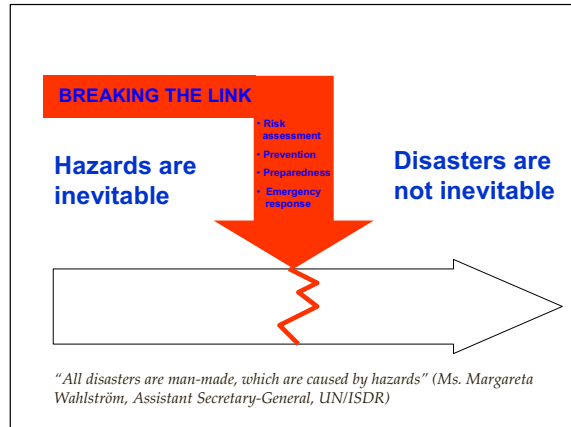 BREAKING THE LINK
• Risk
assessment
• Prevention
• Preparedness
• Emergency
response
Hazards are
inevitable
Disasters are
not inevitable
“All disasters are man-made, which are caused by hazards” (Ms. Margareta
Wahlström, Assistant Secretary-General, UN/ISDR)